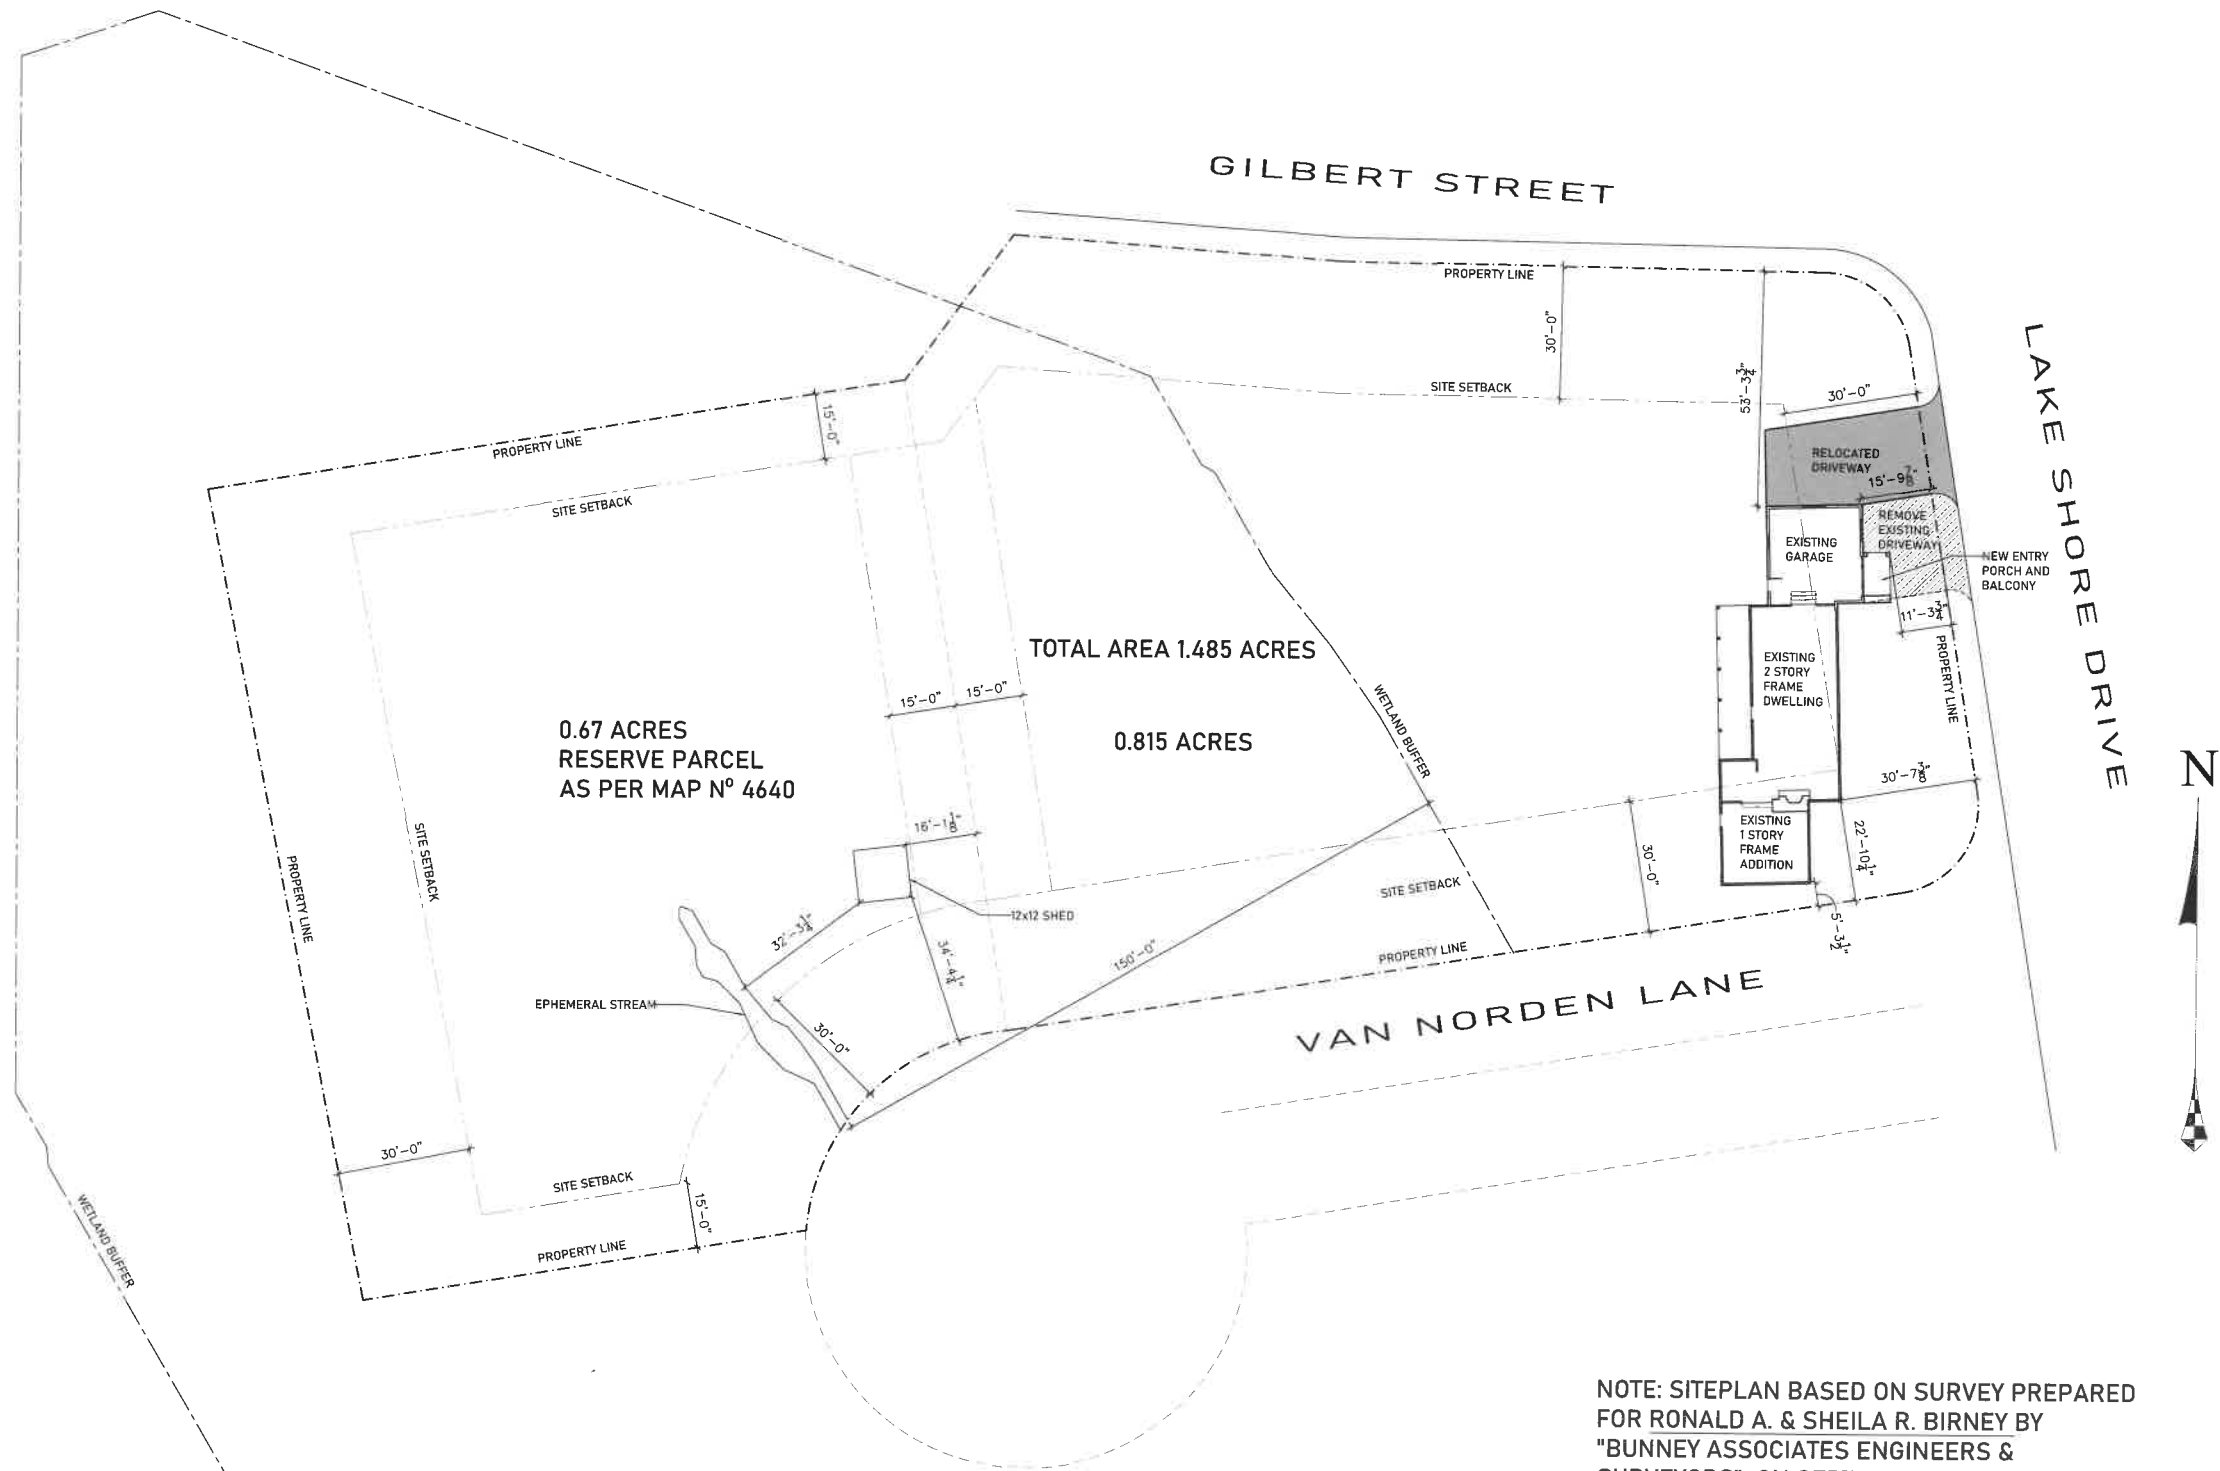 GILBERT STREET
PROPERTY LINE
30'-0"
53'-3 3/4"
SITE SETBACK
30'-0"
LAKE SHORE DRIVE
15'-0"
PROPERTY LINE
SITE SETBACK
RELOCATED
DRIVEWAY
15'-9 7/8"
REMOVE
EXISTING
DRIVEWAY
EXISTING
GARAGE
NEW ENTRY
PORCH AND
BALCONY
11'-3 3/4"
PROPERTY LINE
TOTAL AREA 1.485 ACRES
EXISTING
2 STORY
FRAME
DWELLING
15'-0"
15'-0"
WETLAND BUFFER
0.67 ACRES
RESERVE PARCEL
AS PER MAP Nº 4640
0.815 ACRES
N
30'-7 3/8"
16'-1 1/8"
EXISTING
1 STORY
FRAME
ADDITION
22'-10 1/4"
30'-0"
SITE SETBACK
PROPERTY LINE
SITE SETBACK
12x12 SHED
32'-3 1/4"
34'-4 1/4"
150'-0"
PROPERTY LINE
5'-3 1/2"
VAN NORDEN LANE
EPHEMERAL STREAM
30'-0"
30'-0"
SITE SETBACK
15'-0"
PROPERTY LINE
WETLAND BUFFER
NOTE: SITEPLAN BASED ON SURVEY PREPARED
FOR RONALD A. & SHEILA R. BIRNEY BY
"BUNNEY ASSOCIATES ENGINEERS &